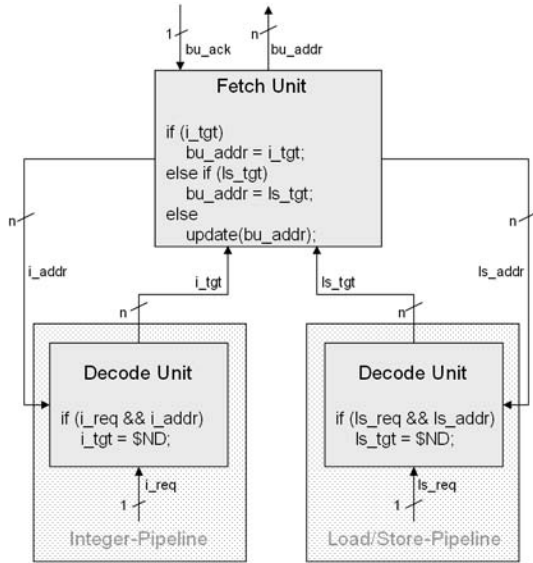 1
n
bu_ack
bu_addr
Fetch Unit
if (i_tgt)
bu_addr = i_tgt;
else if (ls_tgt)
bu_addr = ls_tgt;
else
update(bu_addr);
n
n
i_addr
ls_addr
i_tgt
ls_tgt
n
n
Decode Unit
if (i_req && i_addr)
i_tgt = $ND;
i_req
1
Integer-Pipeline
Decode Unit
if (ls_req && ls_addr)
ls_tgt = $ND;
ls_req
1
Load/Store-Pipeline